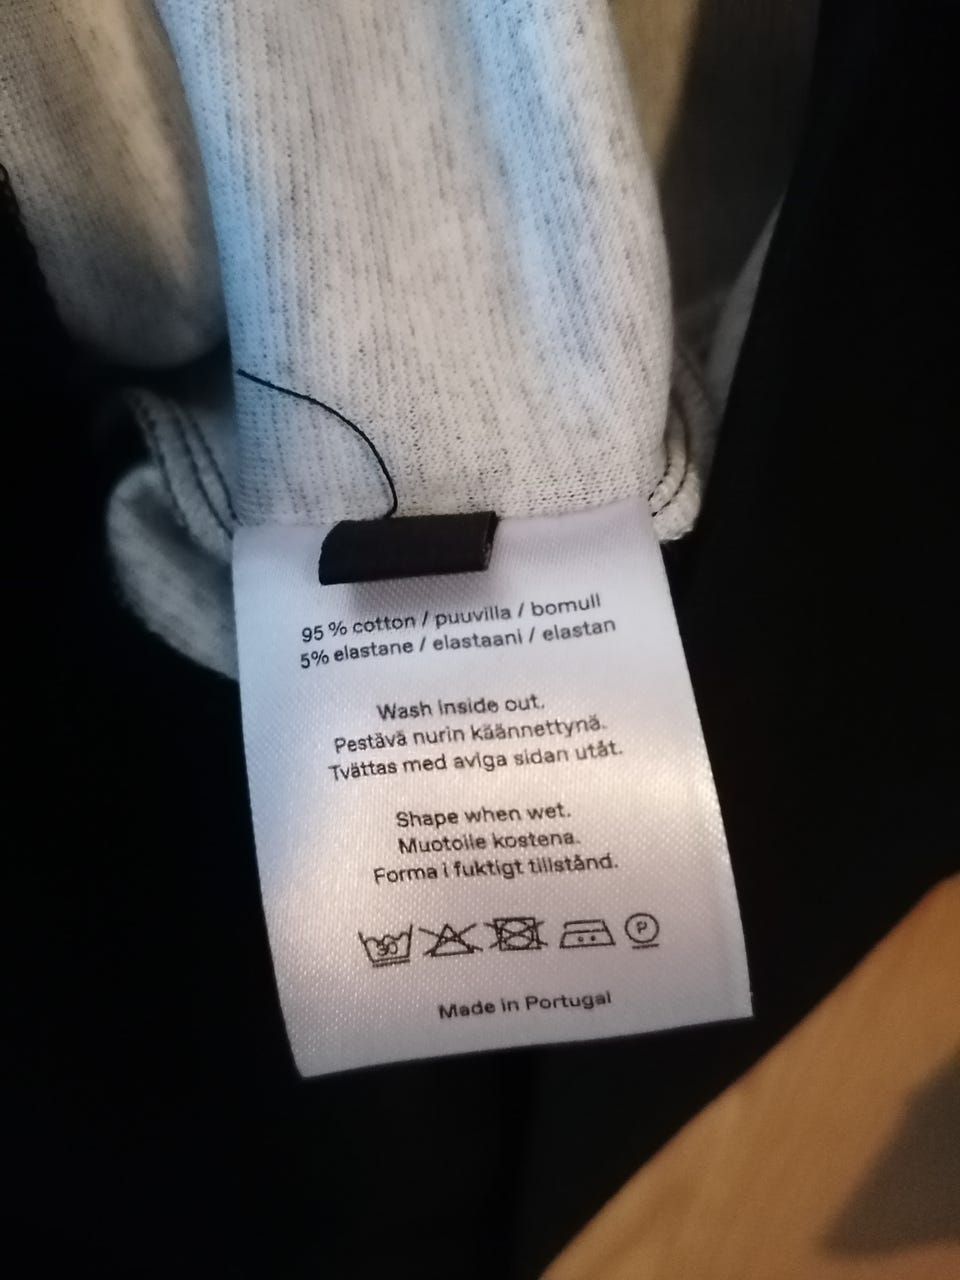 95 % cotton / puuvilla / bomull
5% elastane / elastaani / elastan
Wash inside out.
Pestävä nurin käännettynä.
Tvättas med aviga sidan utåt.
Shape when wet.
Muotoile kosteana.
Forma i fuktigt tillstånd.
30 P
Made in Portugal